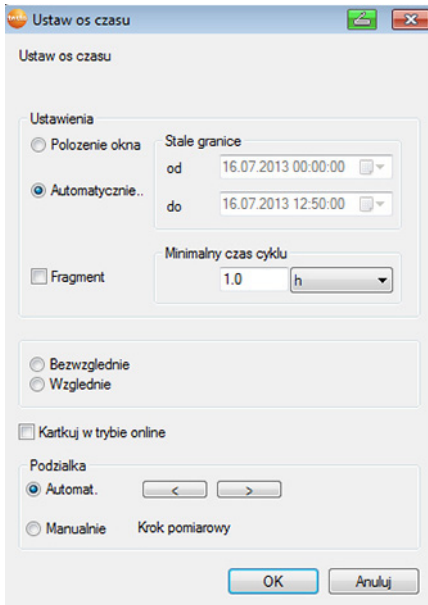 testo Ustaw os czasu
Ustaw os czasu
Ustawienia
Polozenie okna
Stale granice
od 16.07.2013 00:00:00
Automatycznie..
do 16.07.2013 12:50:00
Minimalny czas cyklu
Fragment 1.0 h
Bezwzglednie
Wzglednie
Kartkuj w trybie online
Podzialka
Automat. < >
Manualnie Krok pomiarowy
OK Anuluj